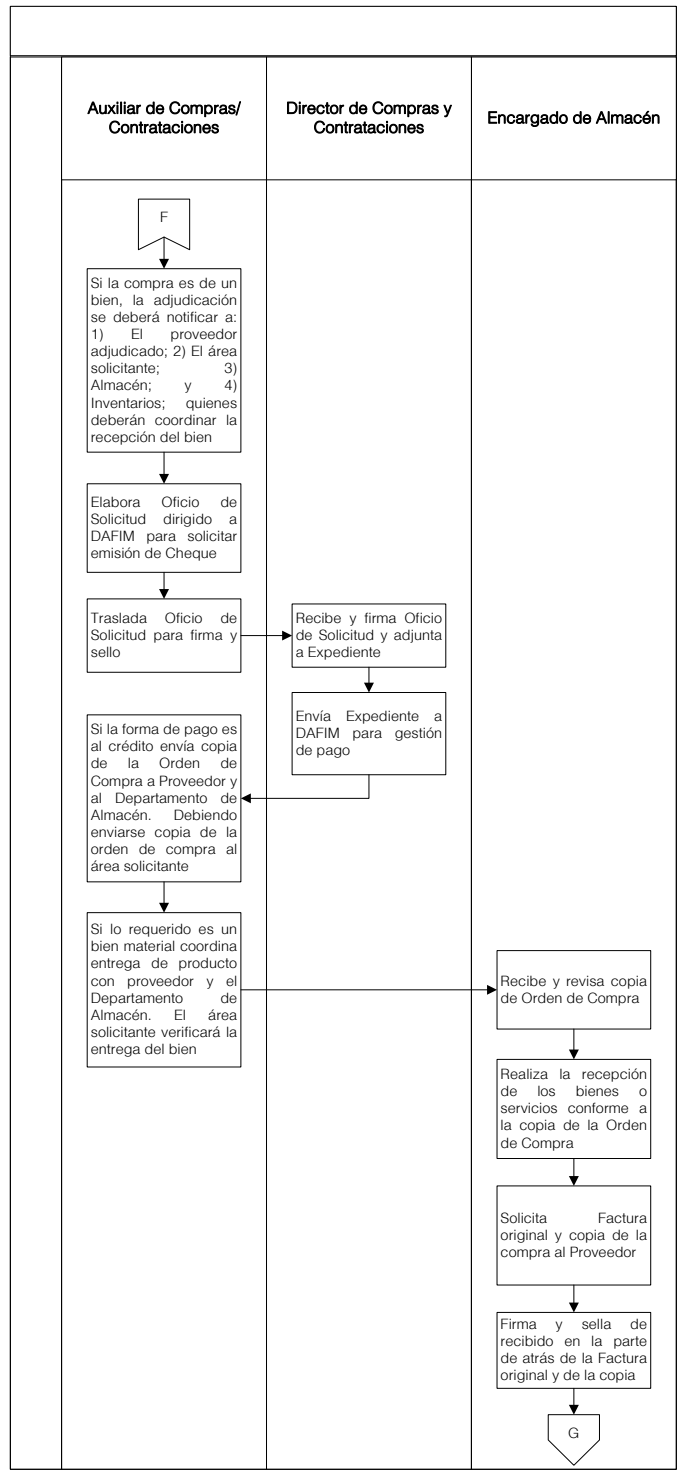 Auxiliar de Compras/
Contrataciones
Director de Compras y
Contrataciones
Encargado de Almacén
F
Si la compra es de un
bien, la adjudicación
se deberá notificar a:
1) El proveedor
adjudicado; 2) El área
solicitante; 3)
Almacén; y 4)
Inventarios; quienes
deberán coordinar la
recepción del bien
Elabora Oficio de
Solicitud dirigido a
DAFIM para solicitar
emisión de Cheque
Traslada Oficio de
Solicitud para firma y
sello
Recibe y firma Oficio
de Solicitud y adjunta
a Expediente
Envía Expediente a
DAFIM para gestión
de pago
Si la forma de pago es
al crédito envía copia
de la Orden de
Compra a Proveedor y
al Departamento de
Almacén. Debiendo
enviarse copia de la
orden de compra al
área solicitante
Si lo requerido es un
bien material coordina
entrega de producto
con proveedor y el
Departamento de
Almacén. El área
solicitante verificará la
entrega del bien
Recibe y revisa copia
de Orden de Compra
Realiza la recepción
de los bienes o
servicios conforme a
la copia de la Orden
de Compra
Solicita Factura
original y copia de la
compra al Proveedor
Firma y sella de
recibido en la parte
de atrás de la Factura
original y de la copia
G